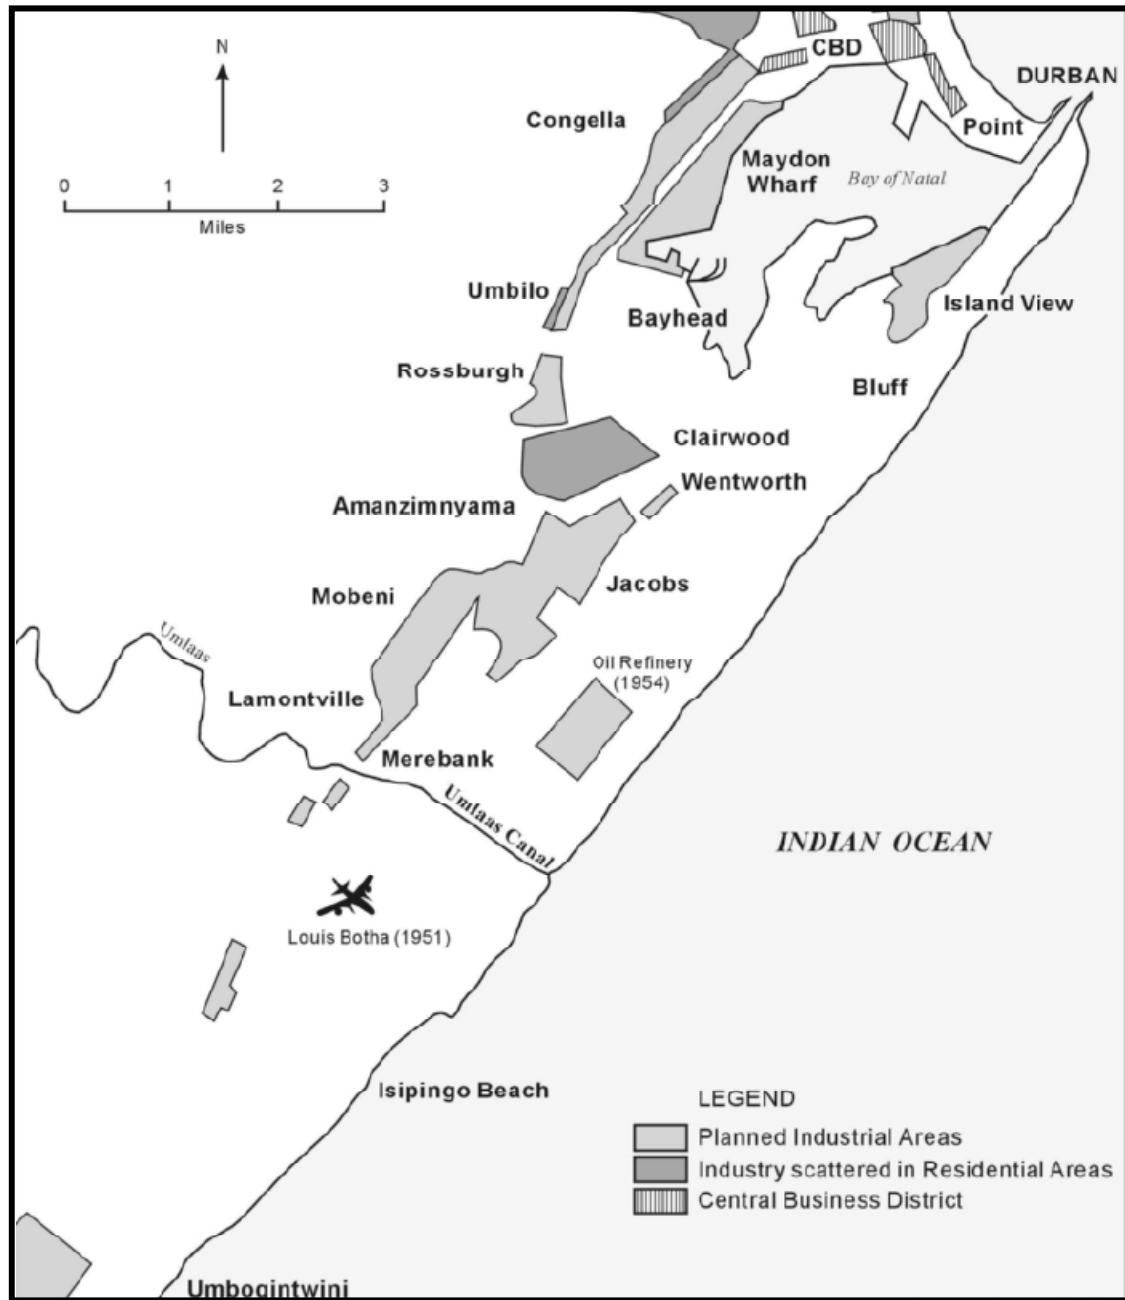 N
0 1 2 3
Miles
CBD
DURBAN
Congella
Point
Maydon
Wharf
Bay of Natal
Umbilo
Bayhead
Island View
Rossburgh
Bluff
Clairwood
Wentworth
Amanzimnyama
Mobeni
Jacobs
Umlaas
Oil Refinery
(1954)
Lamontville
Merebank
Umlaas Canal
INDIAN OCEAN
Louis Botha (1951)
Isipingo Beach
LEGEND
Planned Industrial Areas
Industry scattered in Residential Areas
Central Business District
Umbogintwini